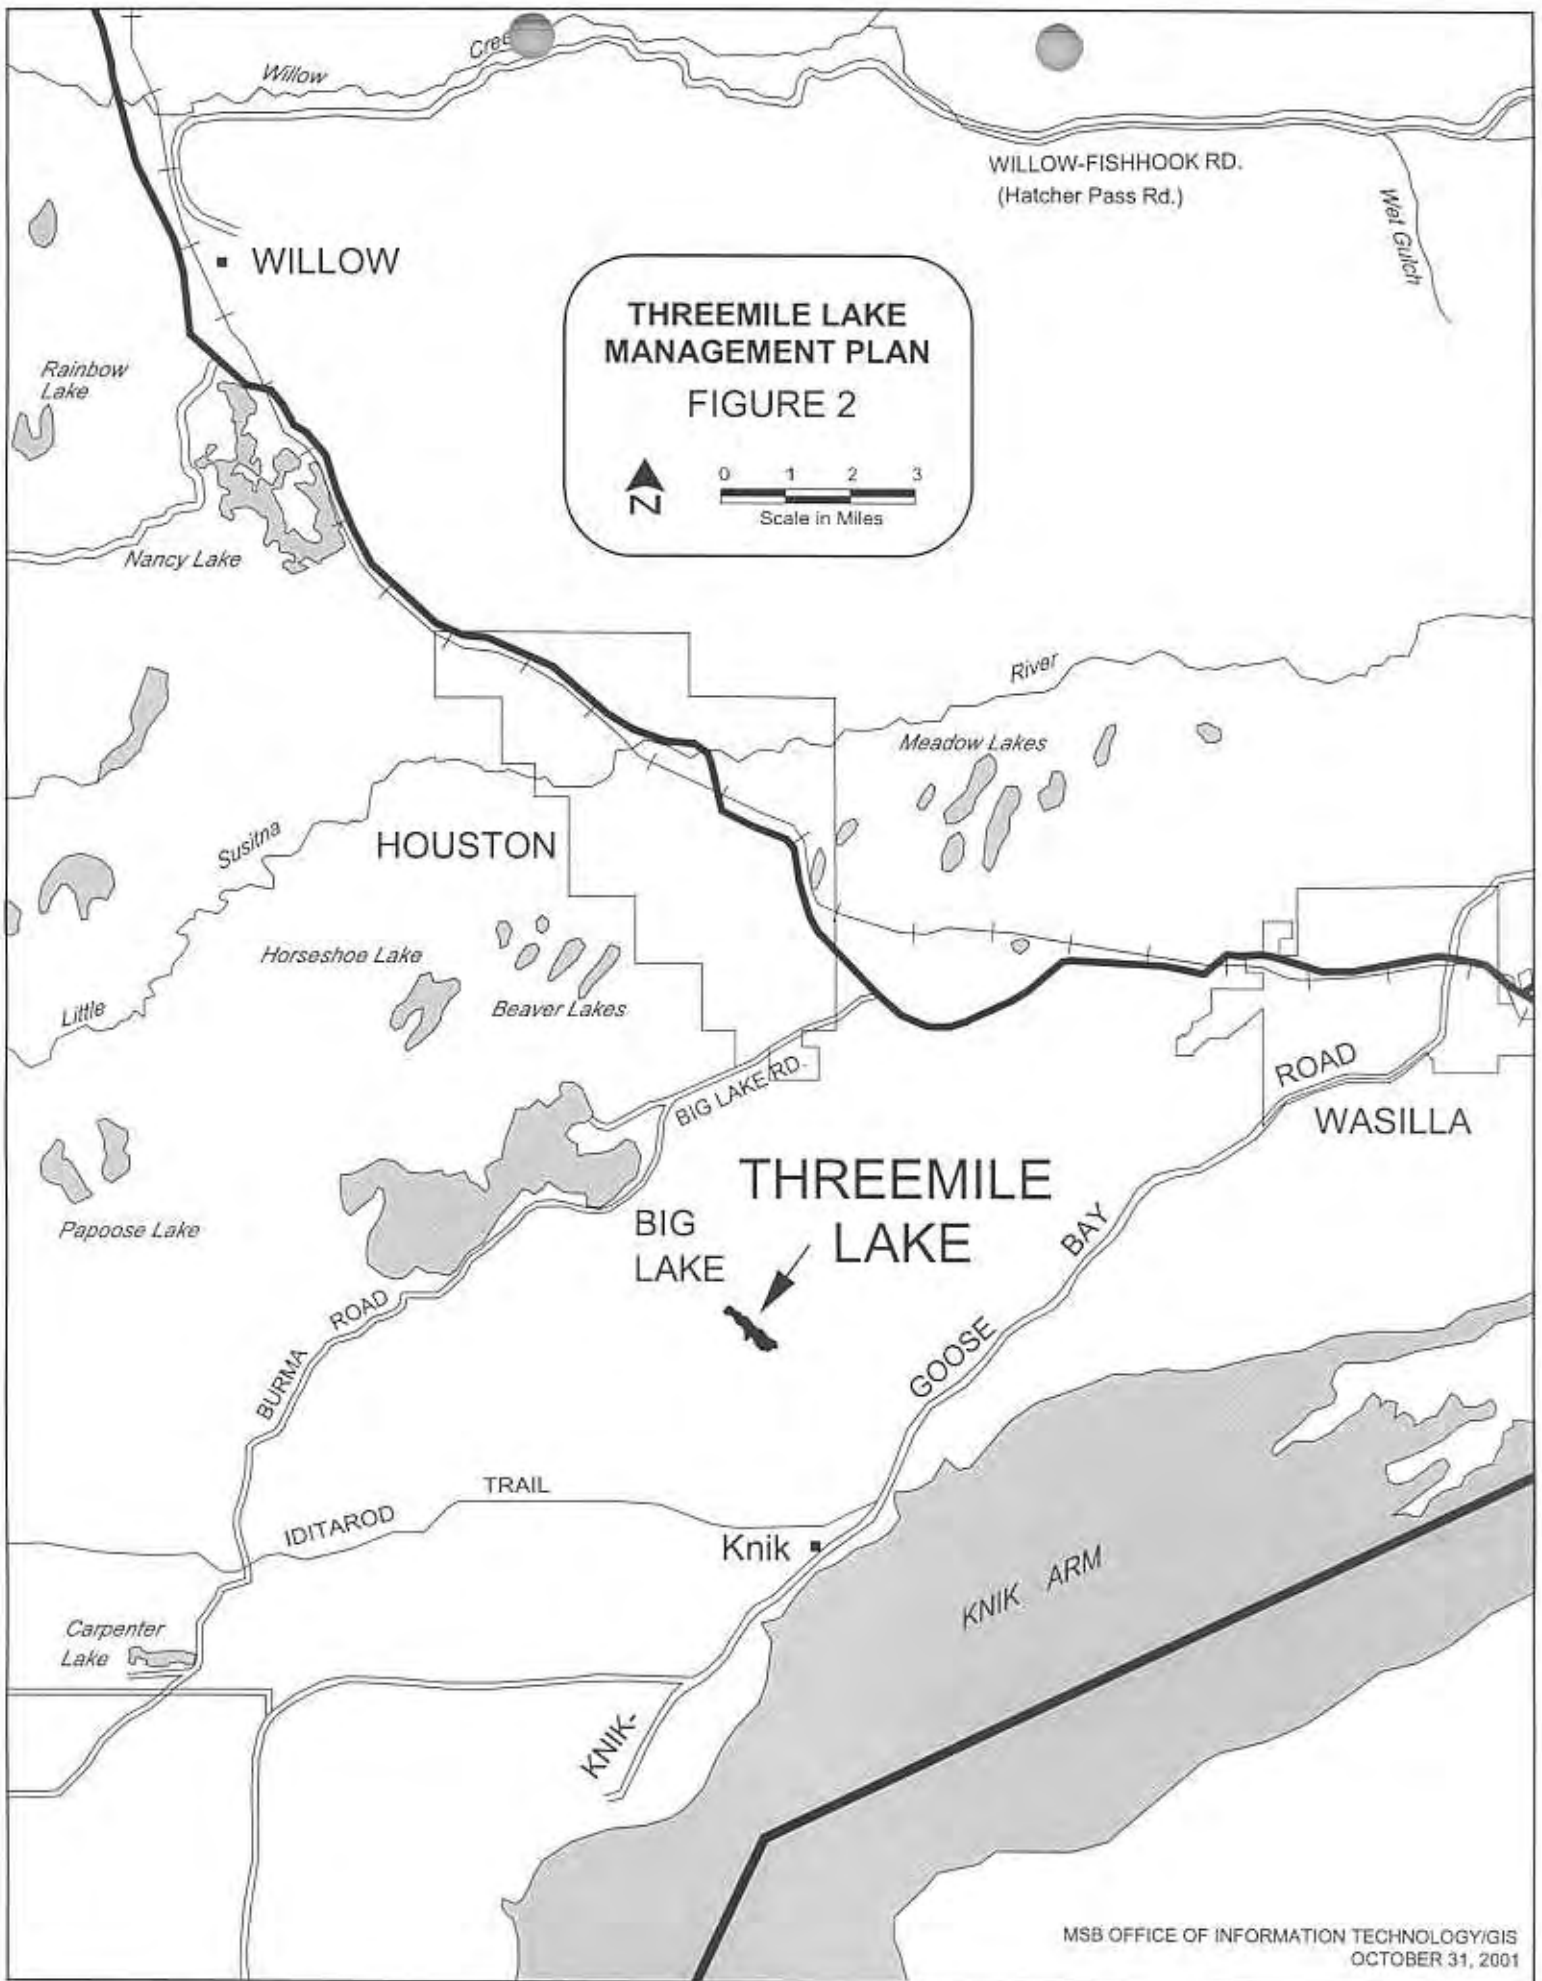 Willow
Cree
WILLOW-FISHHOOK RD.
(Hatcher Pass Rd.)
Wet Gulch
WILLOW
THREEMILE LAKE
MANAGEMENT PLAN
FIGURE 2
N
0 1 2 3
Scale in Miles
Rainbow
Lake
Nancy Lake
River
Meadow Lakes
HOUSTON
Susitna
Little
Horseshoe Lake
Beaver Lakes
BIG LAKE RD.
ROAD
WASILLA
THREEMILE
LAKE
BIG
LAKE
Papoose Lake
BAY
GOOSE
ROAD
BURMA
TRAIL
IDITAROD
Knik
KNIK ARM
Carpenter
Lake
KNIK-
MSB OFFICE OF INFORMATION TECHNOLOGY/GIS
OCTOBER 31, 2001